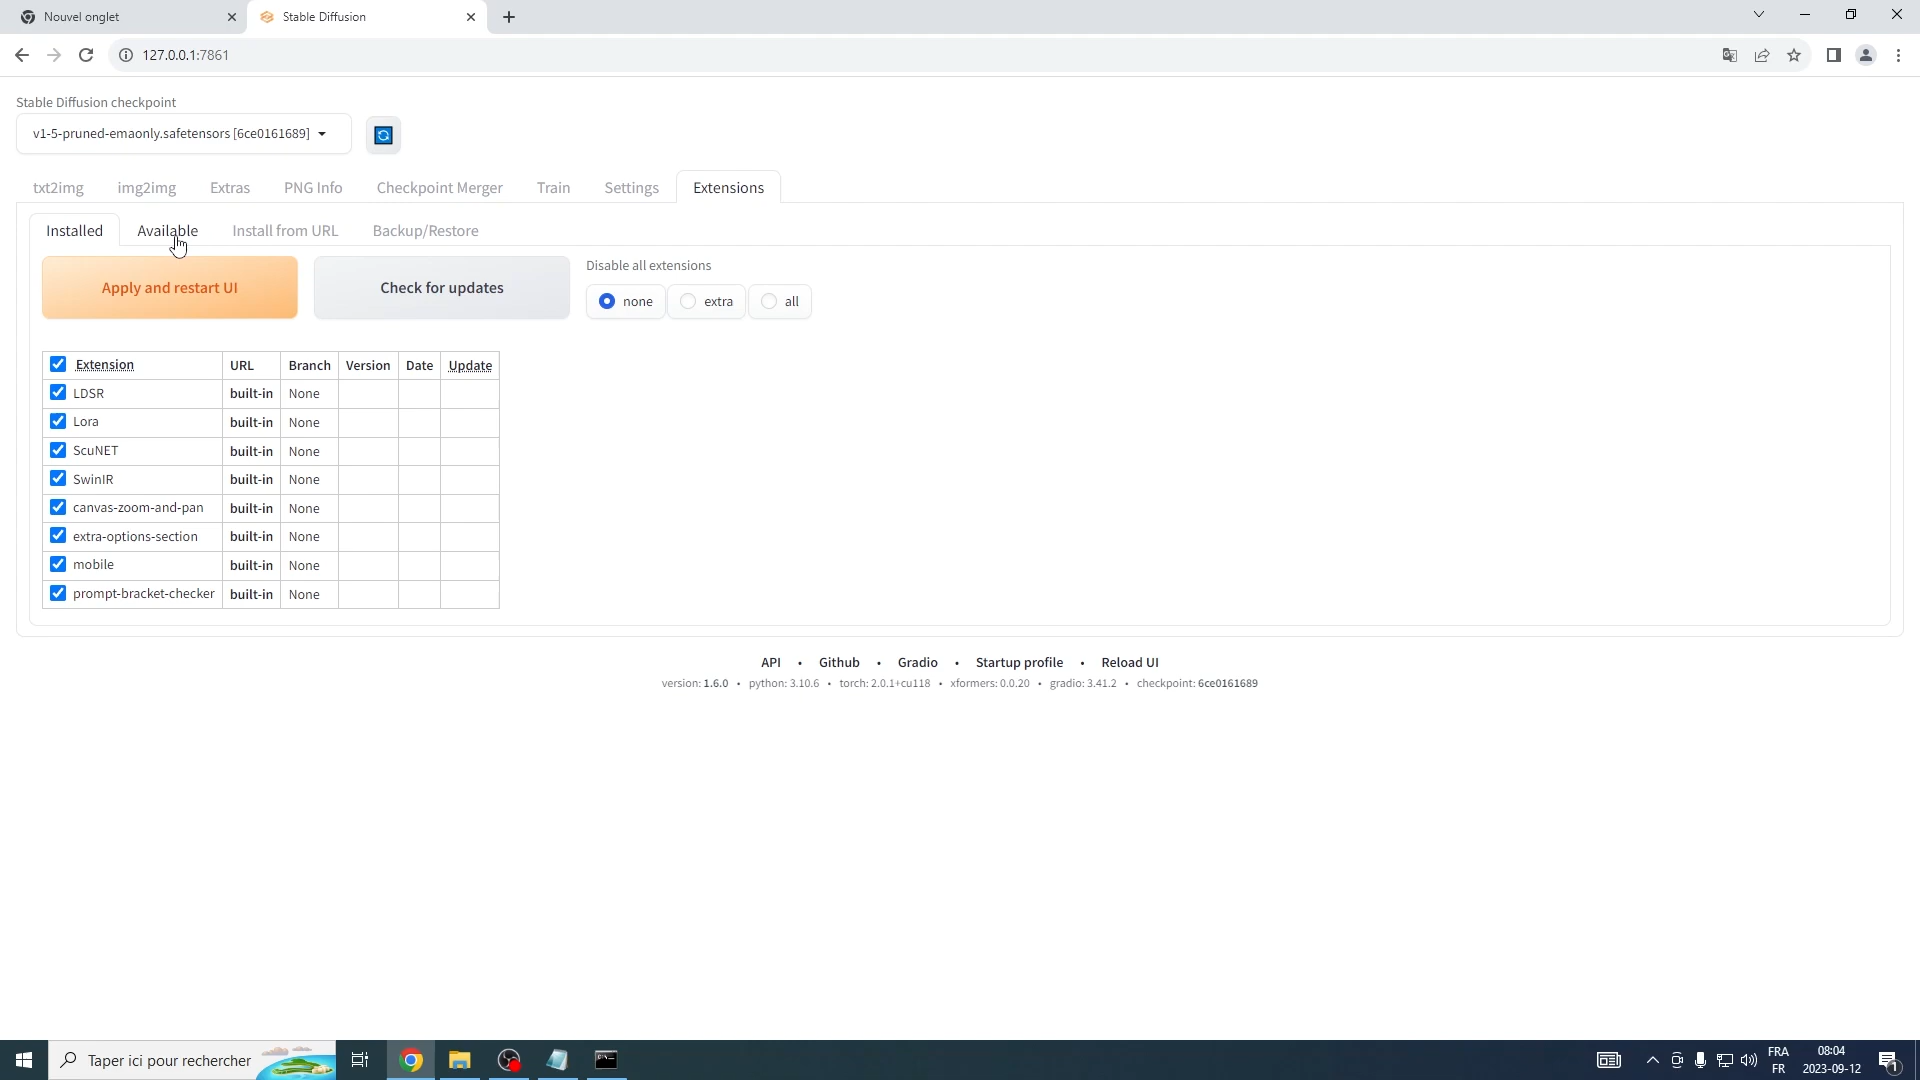 Nouvel onglet
Stable Diffusion
127.0.0.1:7861
Stable Diffusion checkpoint
v1-5-pruned-emaonly.safetensors [6ce0161689]
txt2img img2img Extras PNG Info Checkpoint Merger Train Settings Extensions
Installed Available Install from URL Backup/Restore
Apply and restart UI
Check for updates
Disable all extensions
none extra all
Extension URL Branch Version Date Update
LDSR built-in None
Lora built-in None
ScuNET built-in None
SwinIR built-in None
canvas-zoom-and-pan built-in None
extra-options-section built-in None
mobile built-in None
prompt-bracket-checker built-in None
API • Github • Gradio • Startup profile • Reload UI
version: 1.6.0 • python: 3.10.6 • torch: 2.0.1+cu118 • xformers: 0.0.20 • gradio: 3.41.2 • checkpoint: 6ce0161689
Taper ici pour rechercher
FRA
FR
08:04
2023-09-12
1